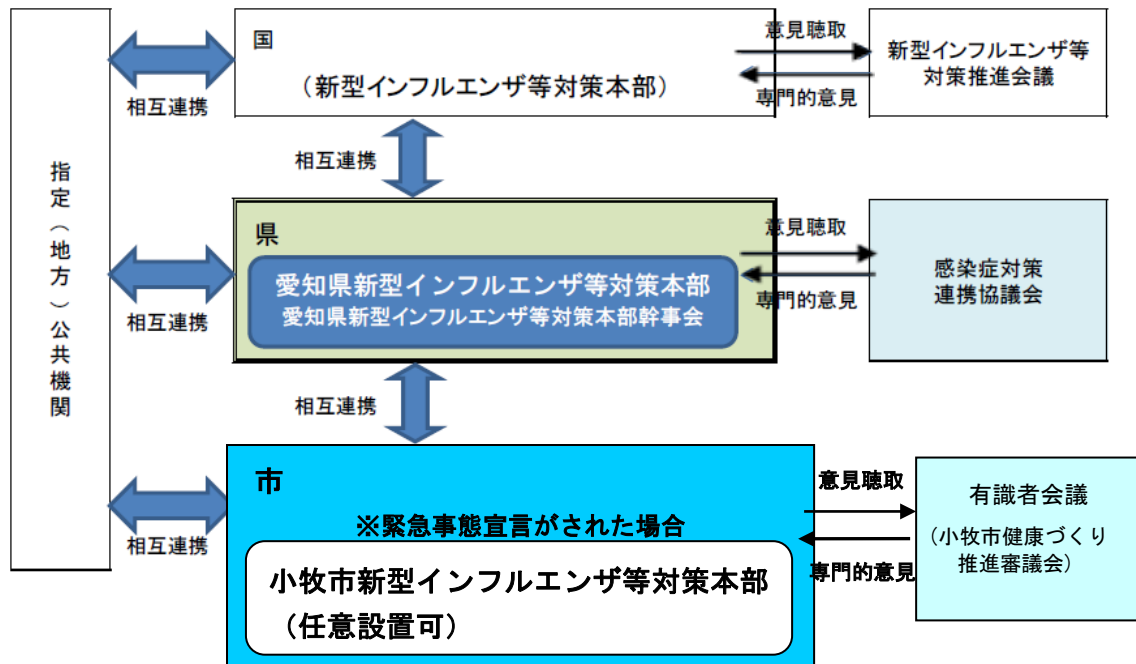 国
（新型インフルエンザ等対策本部）
意見聴取
専門的意見
新型インフルエンザ等
対策推進会議
相互連携
相互連携
指定（地方）公共機関
県
愛知県新型インフルエンザ等対策本部
愛知県新型インフルエンザ等対策本部幹事会
意見聴取
専門的意見
感染症対策
連携協議会
相互連携
相互連携
市
※緊急事態宣言がされた場合
小牧市新型インフルエンザ等対策本部
（任意設置可）
意見聴取
専門的意見
有識者会議
（小牧市健康づくり
推進審議会）
相互連携